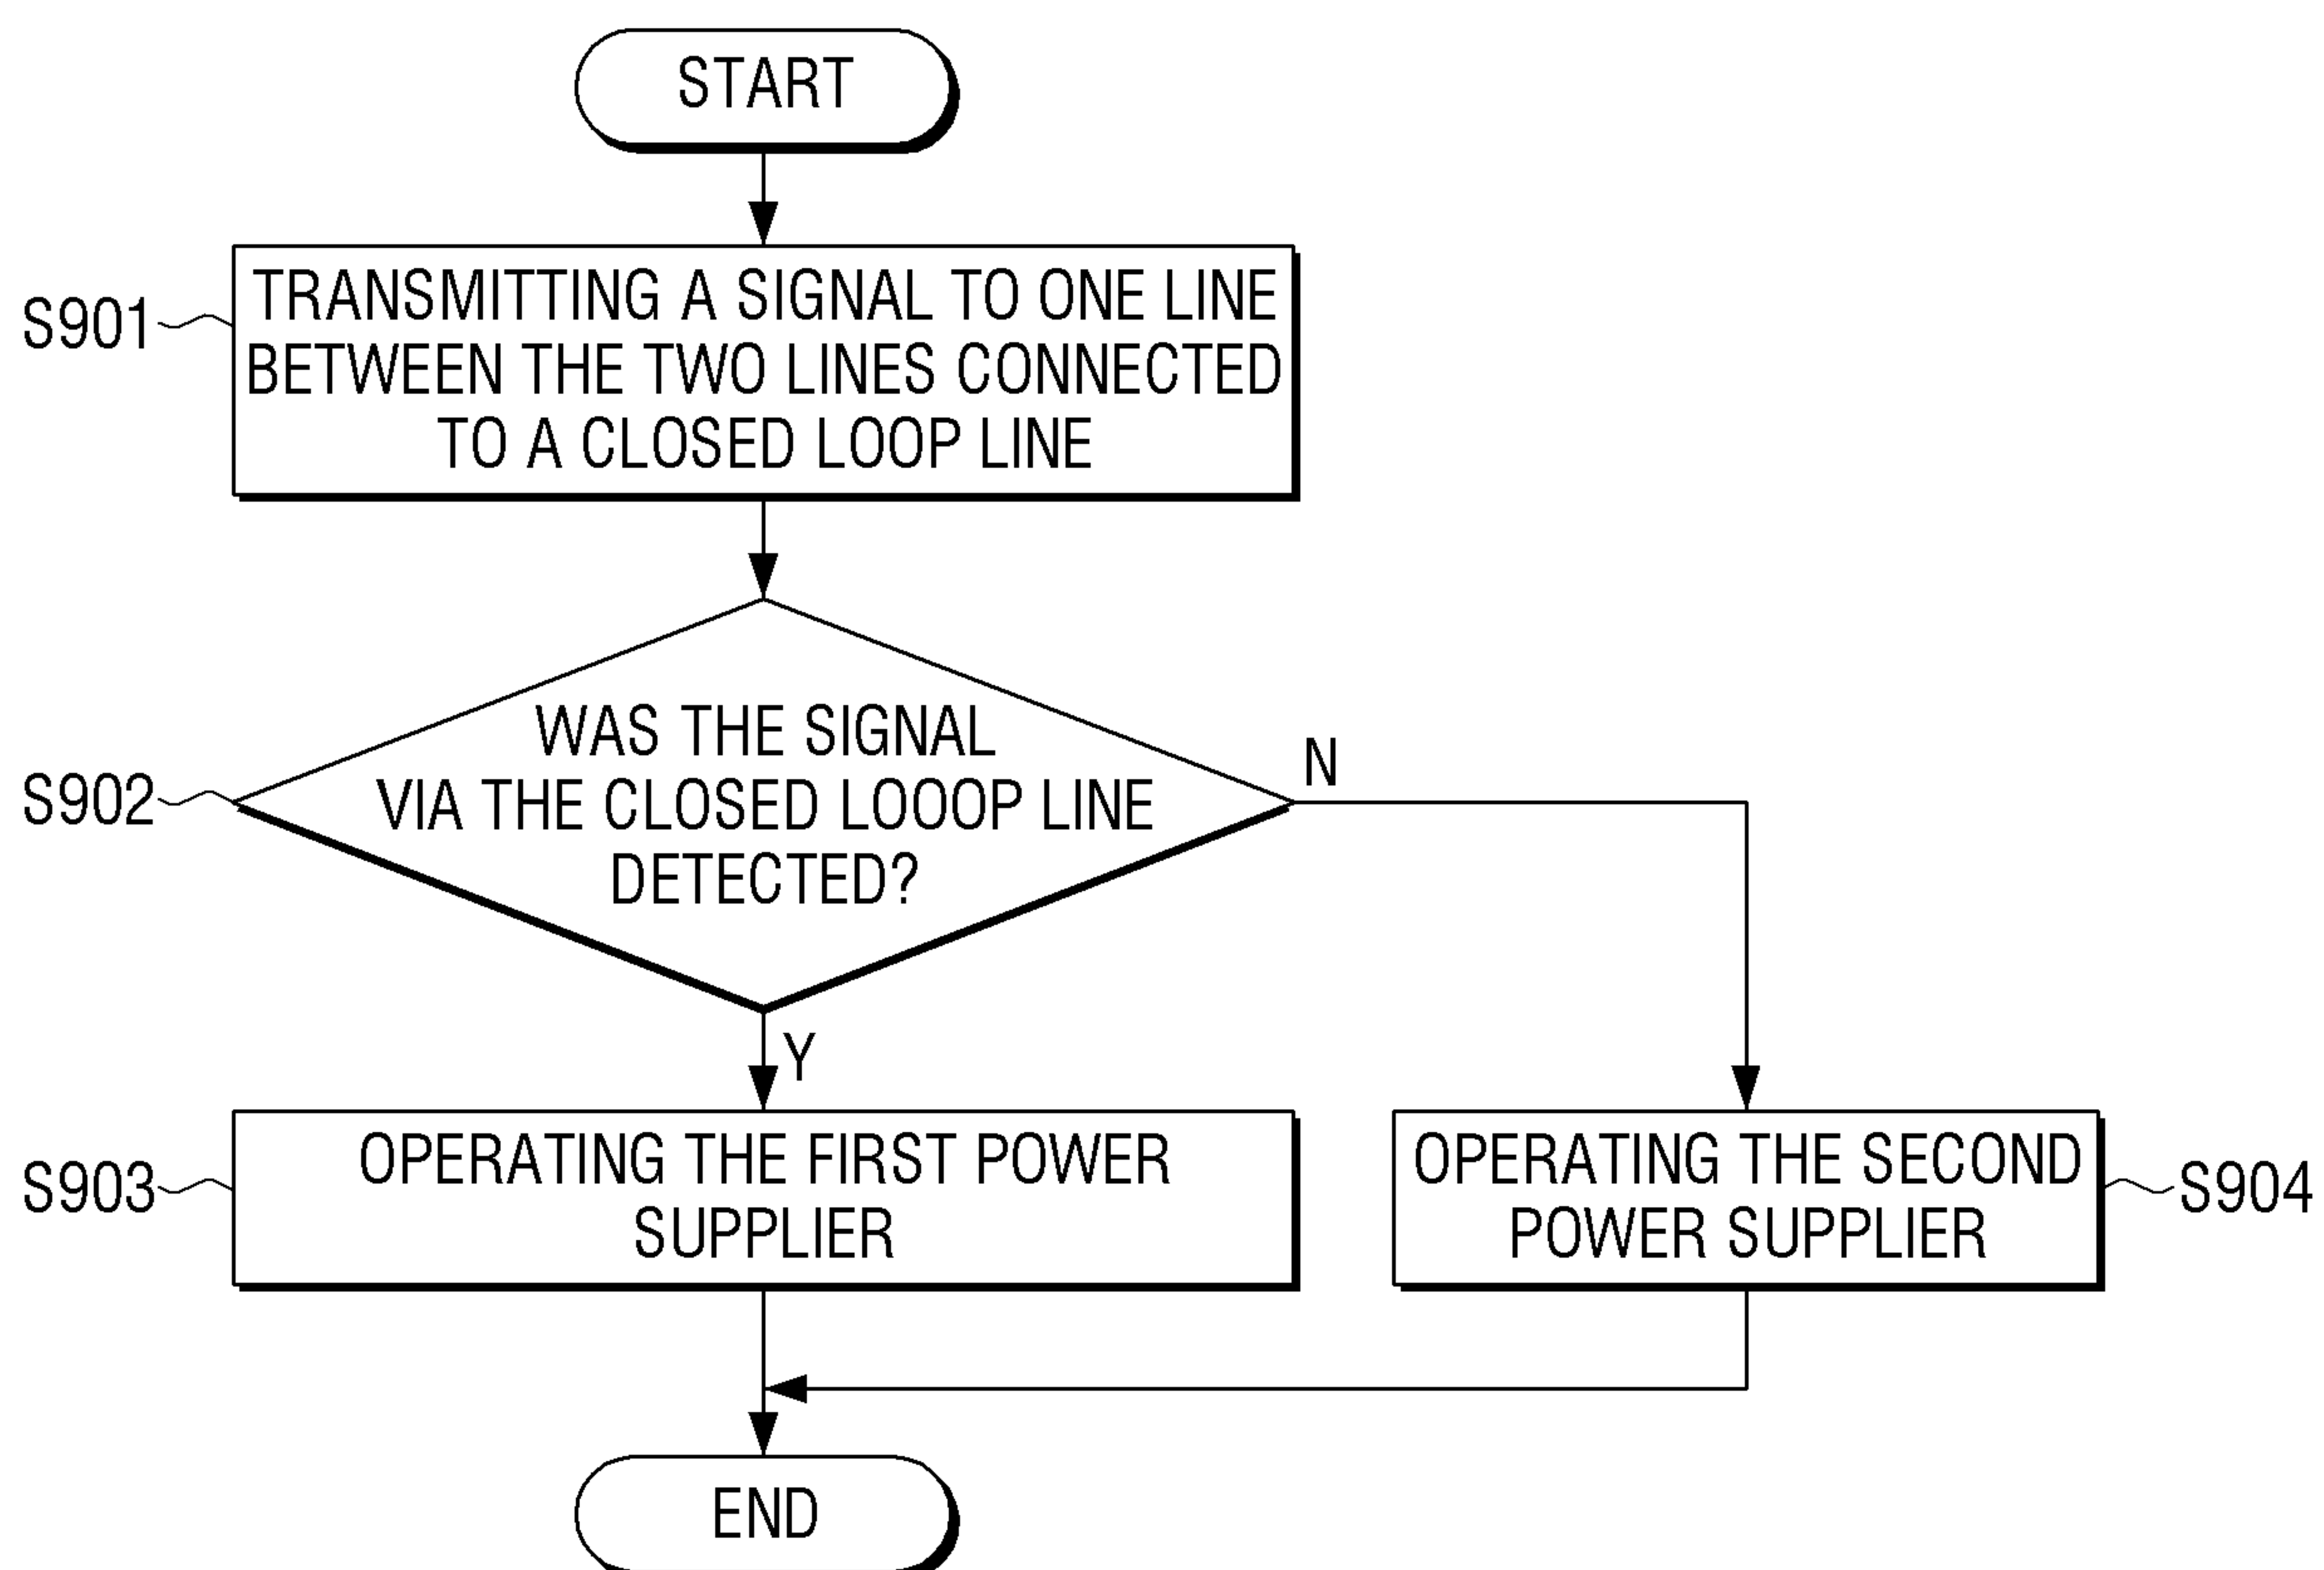 START
S901
TRANSMITTING A SIGNAL TO ONE LINE
BETWEEN THE TWO LINES CONNECTED
TO A CLOSED LOOP LINE
S902
WAS THE SIGNAL
VIA THE CLOSED LOOOP LINE
DETECTED?
N
Y
S903
OPERATING THE FIRST POWER
SUPPLIER
OPERATING THE SECOND
POWER SUPPLIER
S904
END